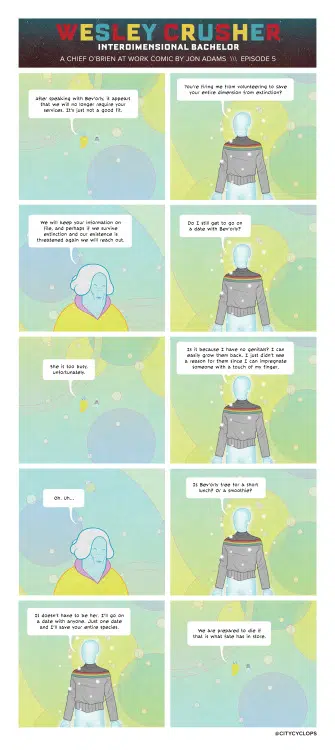 WESLEY CRUSHER
INTERDIMENSIONAL BACHELOR
A CHIEF O'BRIEN AT WORK COMIC BY JON ADAMS \\\ EPISODE 5
After speaking with Bev'orly, it appears
that we will no longer require your
services. It's just not a good fit.
You're firing me from volunteering to save
your entire dimension from extinction?
We will keep your information on
file, and perhaps if we survive
extinction and our existence is
threatened again we will reach out.
Do I still get to go on
a date with Bev'orly?
She is too busy,
unfortunately.
Is it because I have no genitals? I can
easily grow them back. I just didn't see
a reason for them since I can impregnate
someone with a touch of my finger.
Oh. Uh...
Is Bev'orly free for a short
lunch? Or a smoothie?
It doesn't have to be her. I'll go on
a date with anyone. Just one date
and I'll save your entire species.
We are prepared to die if
that is what fate has in store.
@CITYCYCLOPS